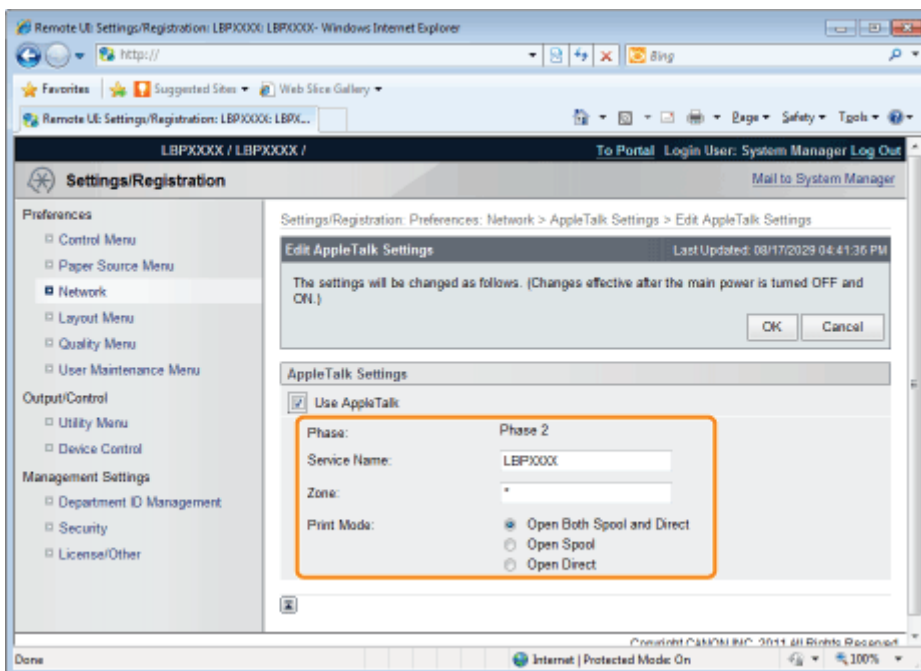 Remote UI: Settings/Registration: LBPXXXX: LBPXXXX- Windows Internet Explorer
http://
Bing
Favorites Suggested Sites Web Slice Gallery
Remote UI: Settings/Registration: LBPXXXX: LBPX... Page Safety Tools
LBPXXXX / LBPXXXX / To Portal Login User: System Manager Log Out
Settings/Registration Mail to System Manager
Preferences
Control Menu
Paper Source Menu
Network
Layout Menu
Quality Menu
User Maintenance Menu
Output/Control
Utility Menu
Device Control
Management Settings
Department ID Management
Security
License/Other
Settings/Registration: Preferences: Network > AppleTalk Settings > Edit AppleTalk Settings
Edit AppleTalk Settings Last Updated: 08/17/2029 04:41:36 PM
The settings will be changed as follows. (Changes effective after the main power is turned OFF and
ON.)
OK Cancel
AppleTalk Settings
Use AppleTalk
Phase: Phase 2
Service Name: LBPXXXX
Zone: *
Print Mode: Open Both Spool and Direct
Open Spool
Open Direct
Copyright CANON INC. 2011 All Rights Reserved
Done Internet | Protected Mode: On 100%